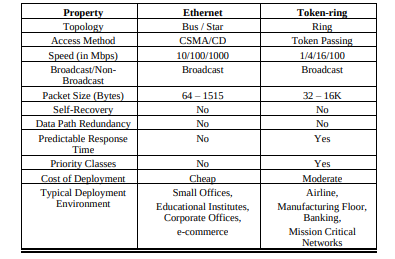 Property Ethernet Token-ring
Topology Bus / Star Ring
Access Method CSMA/CD Token Passing
Speed (in Mbps) 10/100/1000 1/4/16/100
Broadcast/Non-Broadcast Broadcast Broadcast
Packet Size (Bytes) 64 – 1515 32 – 16K
Self-Recovery No No
Data Path Redundancy No No
Predictable Response Time No Yes
Priority Classes No Yes
Cost of Deployment Cheap Moderate
Typical Deployment Environment Small Offices, Educational Institutes, Corporate Offices, e-commerce Airline, Manufacturing Floor, Banking, Mission Critical Networks